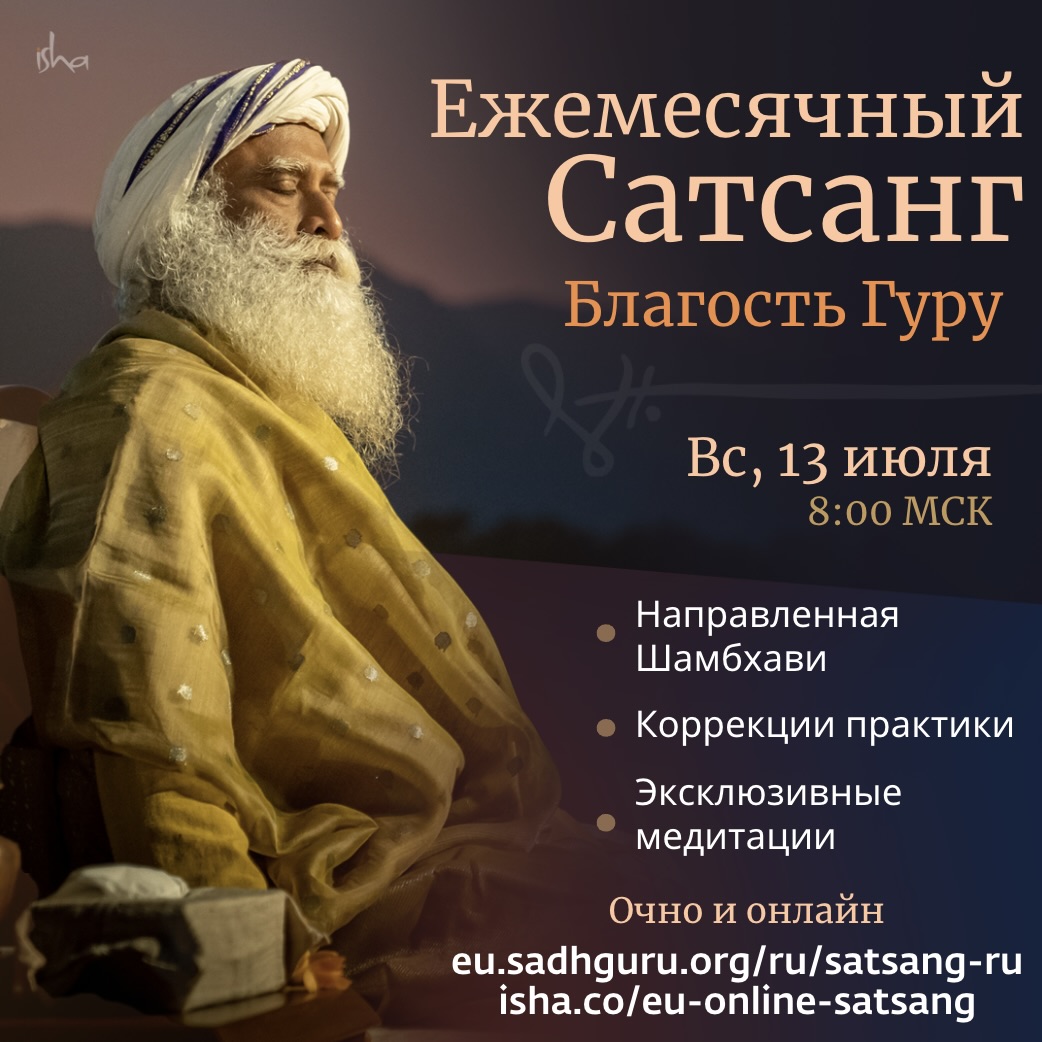 isha
Ежемесячный
Сатсанг
Благость Гуру
Вс, 13 июля
8:00 МСК
Направленная
Шамбхави
Коррекции практики
Эксклюзивные
медитации
Очно и онлайн
eu.sadhguru.org/ru/satsang-ru
isha.co/eu-online-satsang